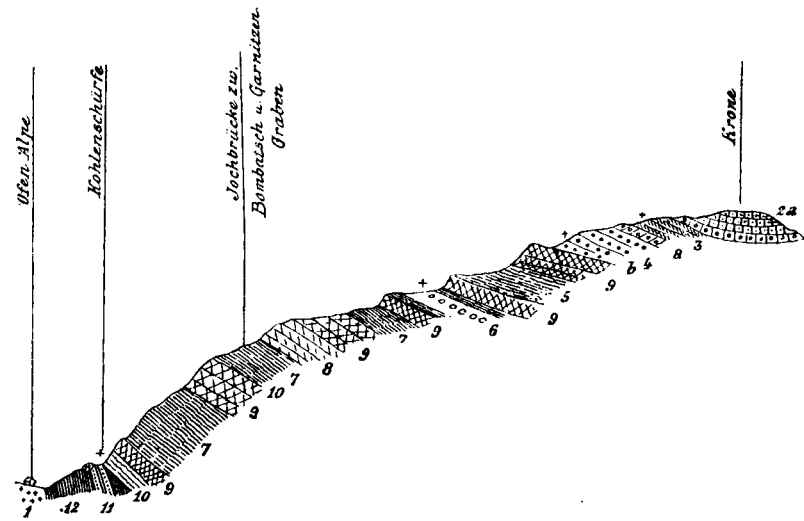 Ofen Alpe
Kohlenschürfe
Jochbrücke zw.
Bombatsch u. Garnitzen
Graben
Krone
2a
3
a
4
b
9
5
9
6
9
7
9
8
7
10
9
7
9
10
11
12
1